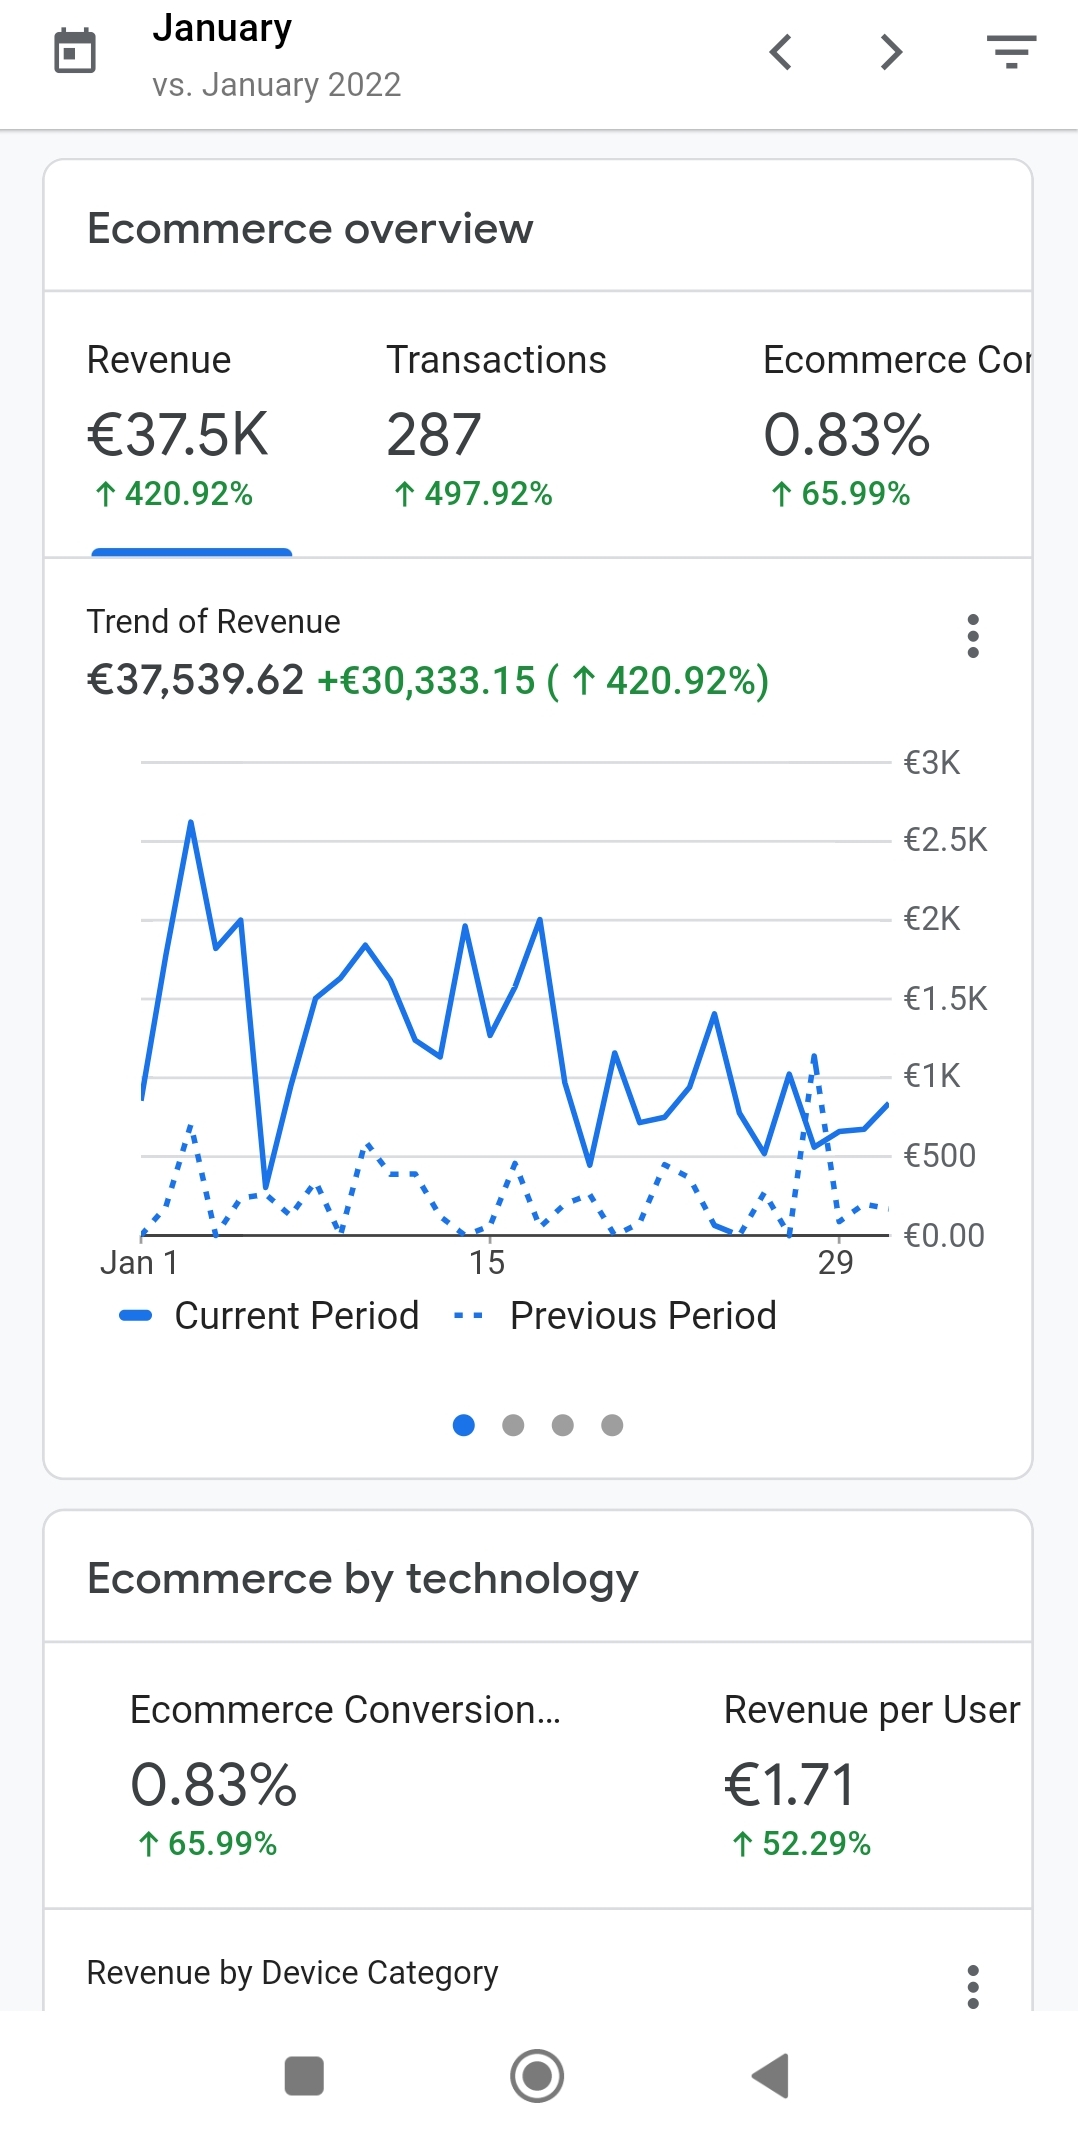 January
vs. January 2022
Ecommerce overview
Revenue Transactions Ecommerce Cor
€37.5K 287 0.83%
↑ 420.92% ↑ 497.92% ↑ 65.99%
Trend of Revenue
€37,539.62 +€30,333.15 ( ↑ 420.92%)
€3K
€2.5K
€2K
€1.5K
€1K
€500
€0.00
Jan 1 15 29
Current Period Previous Period
Ecommerce by technology
Ecommerce Conversion... Revenue per User
0.83% €1.71
↑ 65.99% ↑ 52.29%
Revenue by Device Category